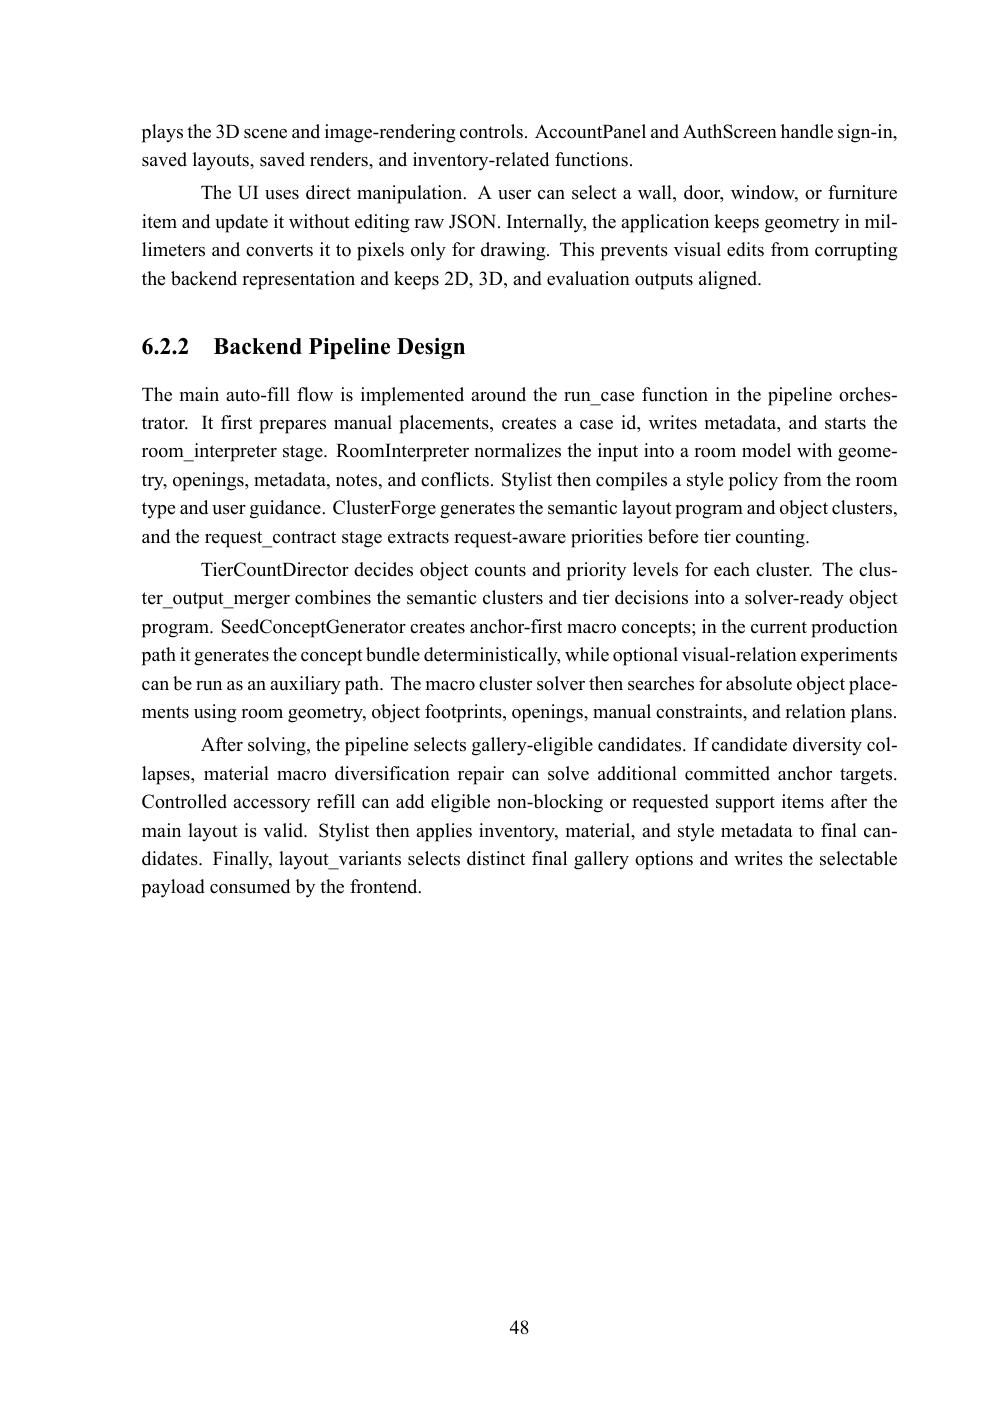 plays the 3D scene and image-rendering controls. AccountPanel and AuthScreen handle sign-in,
saved layouts, saved renders, and inventory-related functions.
The UI uses direct manipulation. A user can select a wall, door, window, or furniture
item and update it without editing raw JSON. Internally, the application keeps geometry in mil-
limeters and converts it to pixels only for drawing. This prevents visual edits from corrupting
the backend representation and keeps 2D, 3D, and evaluation outputs aligned.
6.2.2 Backend Pipeline Design
The main auto-fill flow is implemented around the run_case function in the pipeline orches-
trator. It first prepares manual placements, creates a case id, writes metadata, and starts the
room_interpreter stage. RoomInterpreter normalizes the input into a room model with geome-
try, openings, metadata, notes, and conflicts. Stylist then compiles a style policy from the room
type and user guidance. ClusterForge generates the semantic layout program and object clusters,
and the request_contract stage extracts request-aware priorities before tier counting.
TierCountDirector decides object counts and priority levels for each cluster. The clus-
ter_output_merger combines the semantic clusters and tier decisions into a solver-ready object
program. SeedConceptGenerator creates anchor-first macro concepts; in the current production
path it generates the concept bundle deterministically, while optional visual-relation experiments
can be run as an auxiliary path. The macro cluster solver then searches for absolute object place-
ments using room geometry, object footprints, openings, manual constraints, and relation plans.
After solving, the pipeline selects gallery-eligible candidates. If candidate diversity col-
lapses, material macro diversification repair can solve additional committed anchor targets.
Controlled accessory refill can add eligible non-blocking or requested support items after the
main layout is valid. Stylist then applies inventory, material, and style metadata to final can-
didates. Finally, layout_variants selects distinct final gallery options and writes the selectable
payload consumed by the frontend.
48